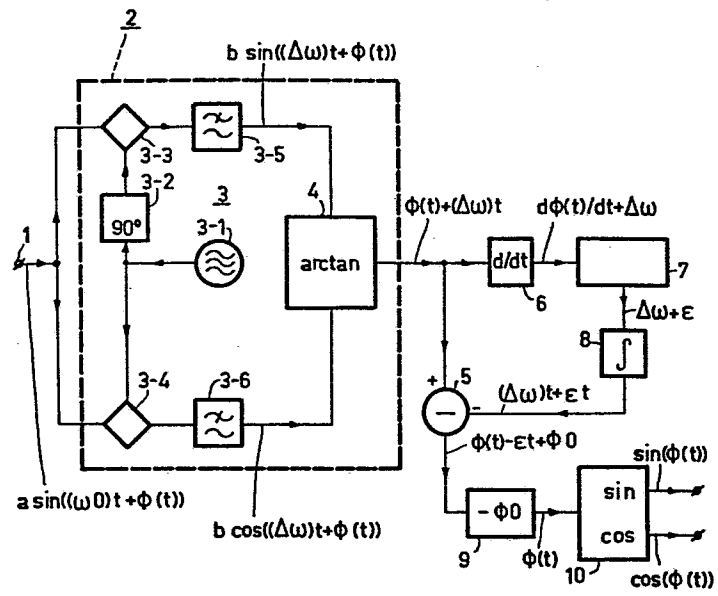 2
b sin((Δω)t+Φ(t))
3-3
3-5
3-2
90°
3
3-1
4
arctan
1
Φ(t)+(Δω)t
dΦ(t)/dt+Δω
d/dt
6
7
Δω+ε
8
∫
3-4
3-6
+
5
−
-
(Δω)t+εt
Φ(t)-εt+Φ0
a sin((ω0)t+Φ(t))
b cos((Δω)t+Φ(t))
-Φ0
9
Φ(t)
sin
cos
10
sin(Φ(t))
cos(Φ(t))